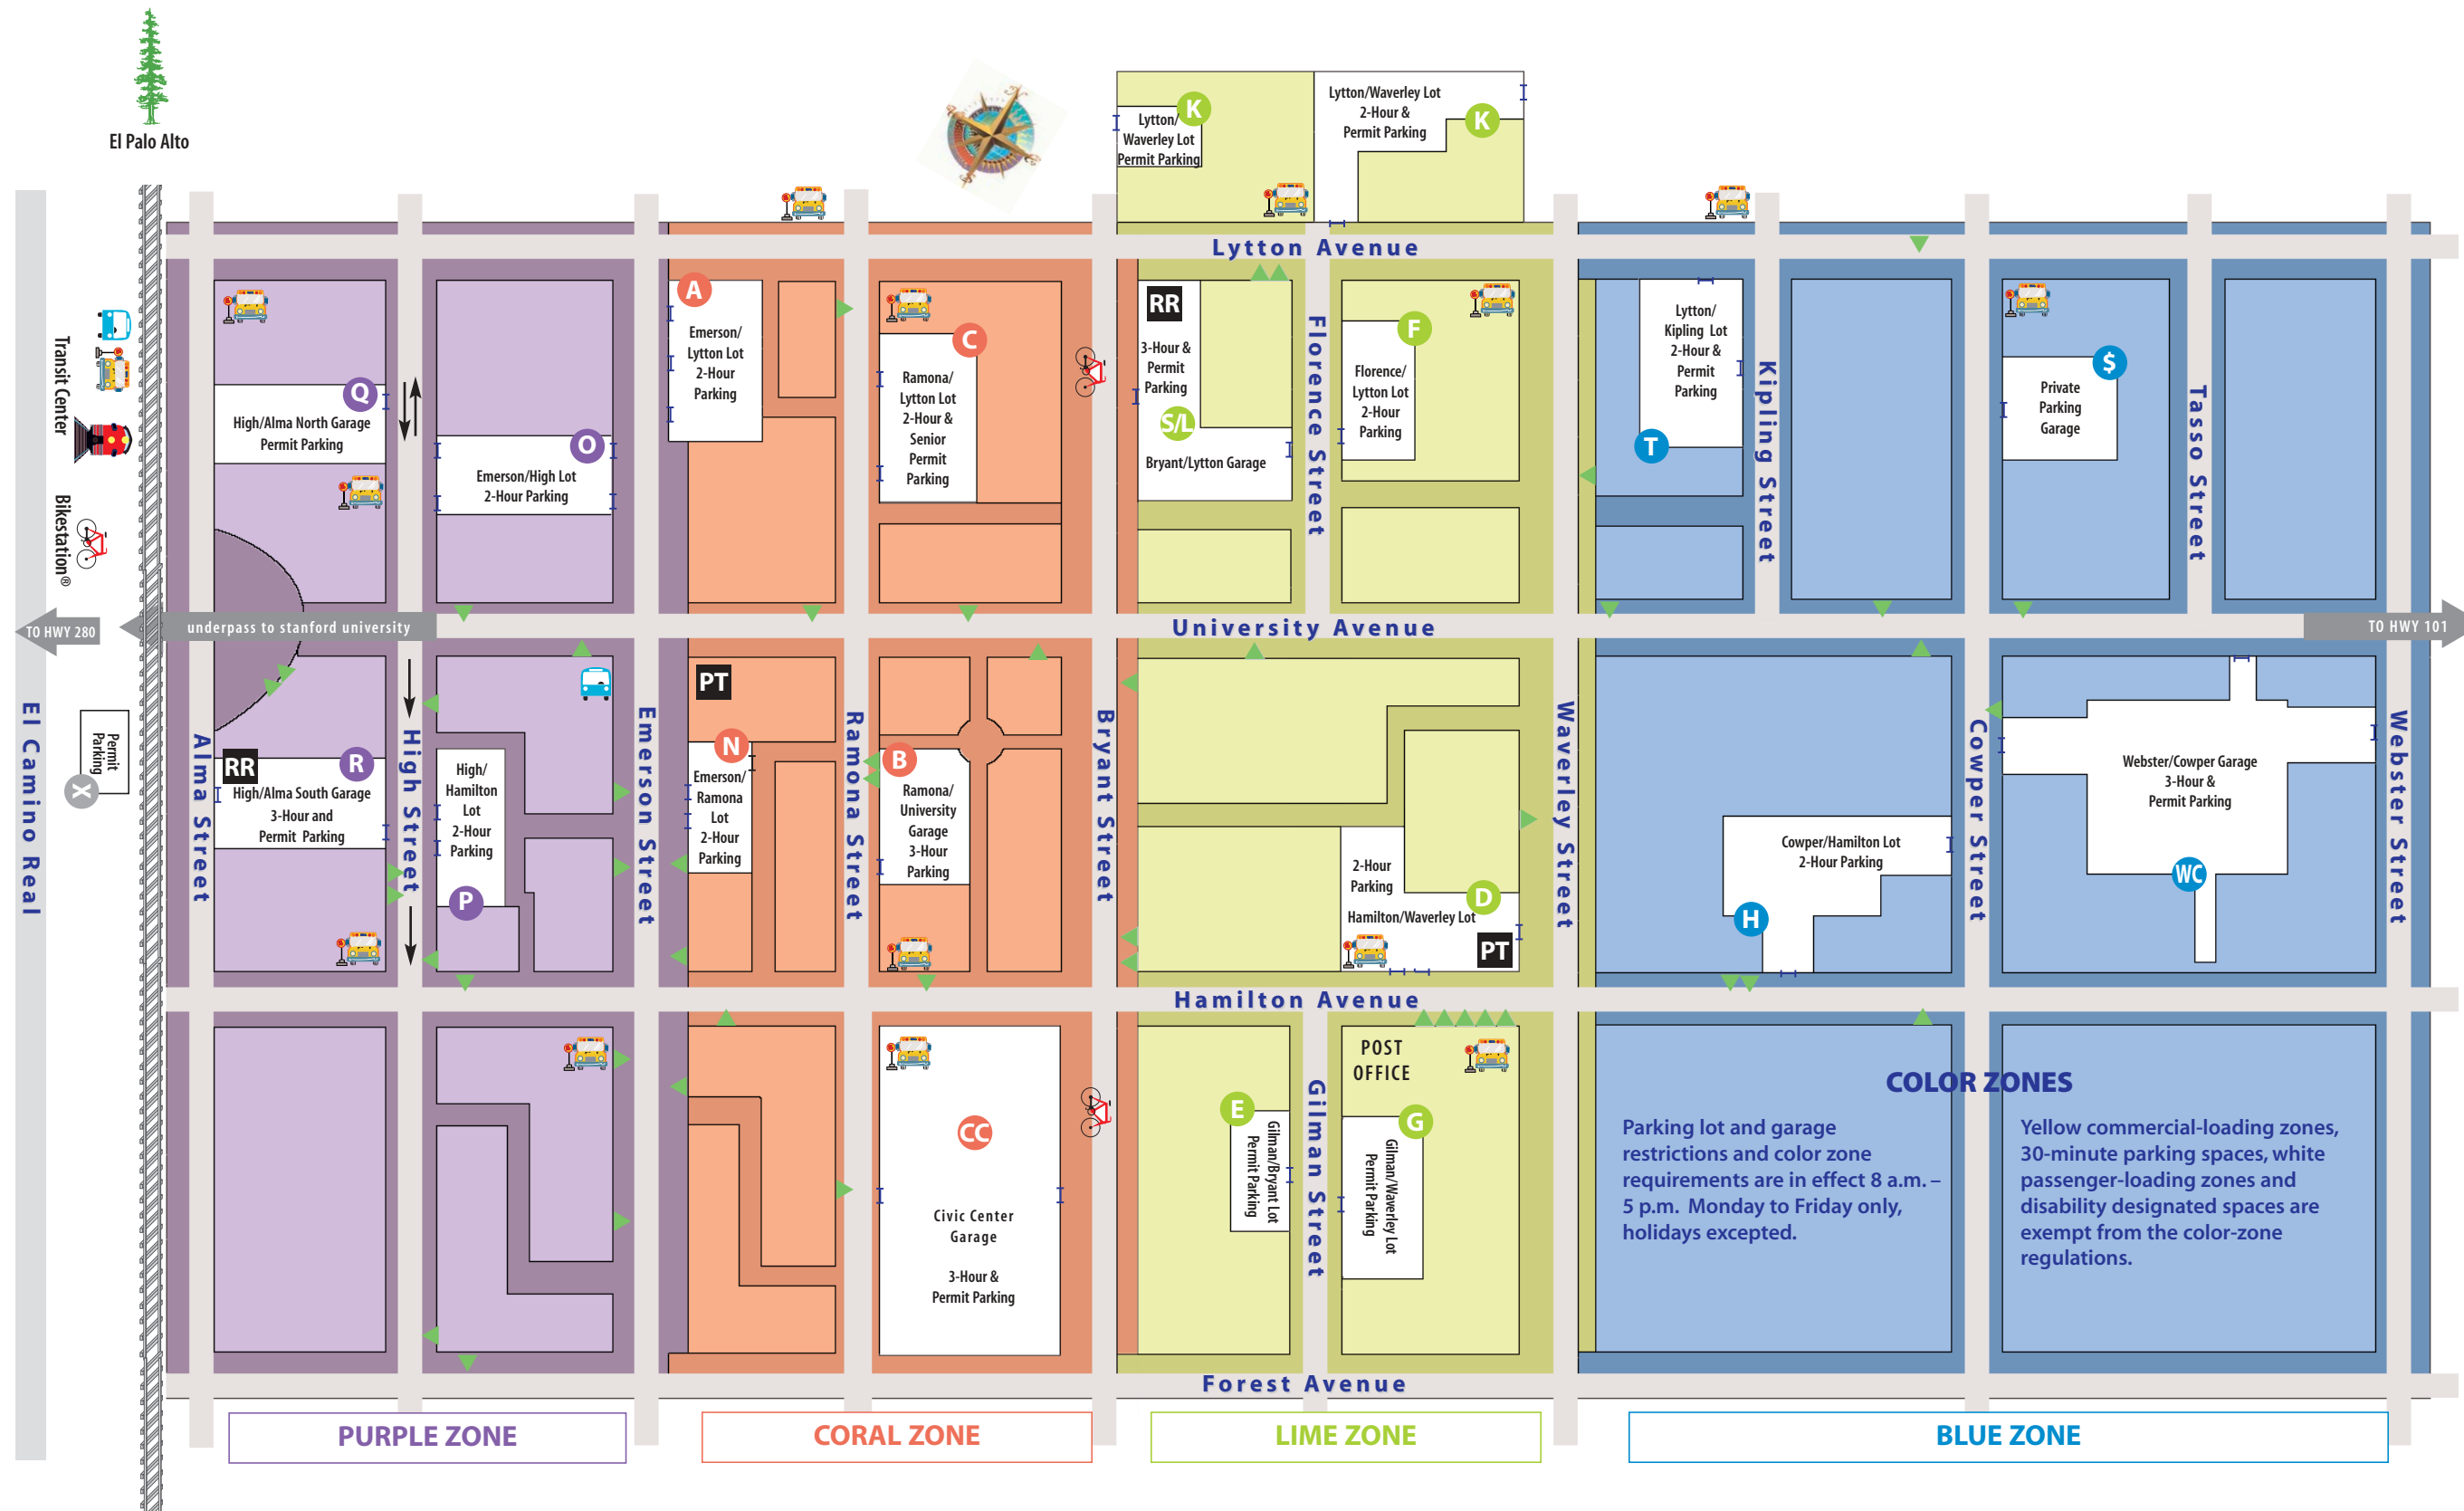 El Palo Alto
K
Lytton/
Waverley Lot
Permit Parking
Lytton/Waverley Lot
2-Hour &
Permit Parking
K
Lytton Avenue
Transit Center
Bikestation®
Q
High/Alma North Garage
Permit Parking
O
Emerson/High Lot
2-Hour Parking
A
Emerson/
Lytton Lot
2-Hour
Parking
C
Ramona/
Lytton Lot
2-Hour &
Senior
Permit
Parking
RR
3-Hour &
Permit
Parking
S/L
Bryant/Lytton Garage
Florence Street
F
Florence/
Lytton Lot
2-Hour
Parking
Lytton/
Kipling Lot
2-Hour &
Permit
Parking
T
Kipling Street
$
Private
Parking
Garage
Tasso Street
TO HWY 280
underpass to stanford university
University Avenue
TO HWY 101
El Camino Real
Permit
Parking
X
Alma Street
RR
R
High/Alma South Garage
3-Hour and
Permit Parking
High Street
High/
Hamilton
Lot
2-Hour
Parking
P
Emerson Street
PT
N
Emerson/
Ramona
Lot
2-Hour
Parking
Ramona Street
B
Ramona/
University
Garage
3-Hour
Parking
Bryant Street
2-Hour
Parking
D
Hamilton/Waverley Lot
PT
Waverley Street
Cowper/Hamilton Lot
2-Hour Parking
H
Cowper Street
Webster/Cowper Garage
3-Hour &
Permit Parking
WC
Webster Street
Hamilton Avenue
CC
Civic Center
Garage
3-Hour &
Permit Parking
E
Gilman/Bryant Lot
Permit Parking
Gilman Street
POST
OFFICE
G
Gilman/Waverley Lot
Permit Parking
COLOR ZONES
Parking lot and garage
restrictions and color zone
requirements are in effect 8 a.m. –
5 p.m. Monday to Friday only,
holidays excepted.
Yellow commercial-loading zones,
30-minute parking spaces, white
passenger-loading zones and
disability designated spaces are
exempt from the color-zone
regulations.
Forest Avenue
PURPLE ZONE
CORAL ZONE
LIME ZONE
BLUE ZONE